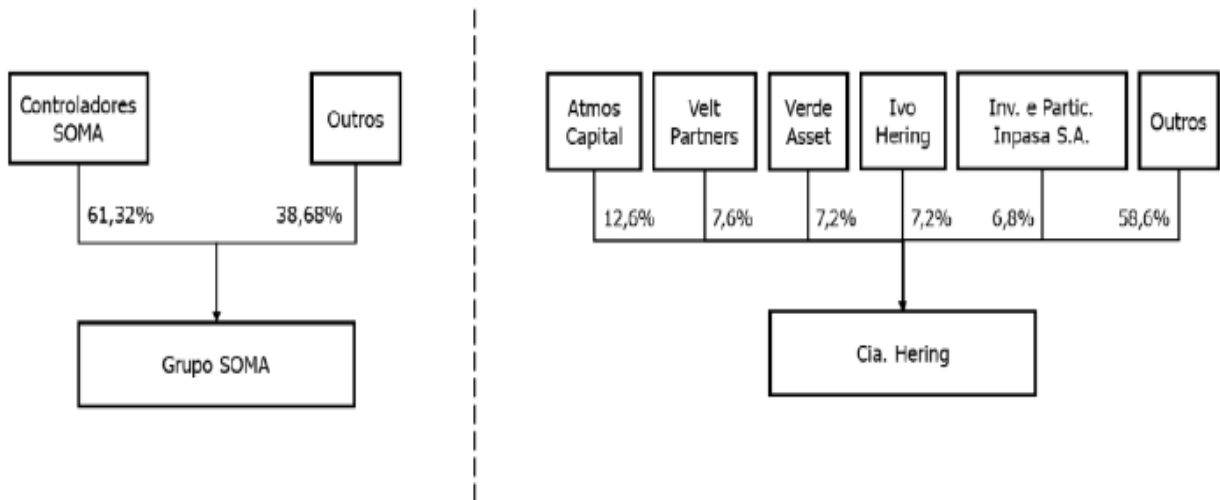 Controladores
SOMA
Outros
61,32%
38,68%
Grupo SOMA
Atmos
Capital
Velt
Partners
Verde
Asset
Ivo
Hering
Inv. e Partic.
Inpasa S.A.
Outros
12,6%
7,6%
7,2%
7,2%
6,8%
58,6%
Cia. Hering